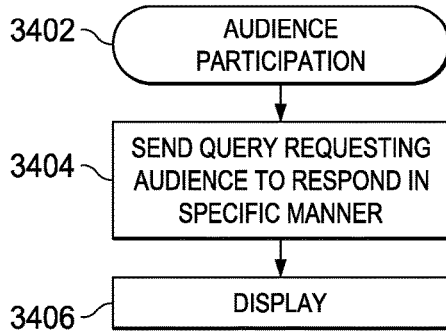 3402
AUDIENCE
PARTICIPATION
3404
SEND QUERY REQUESTING
AUDIENCE TO RESPOND IN
SPECIFIC MANNER
3406
DISPLAY